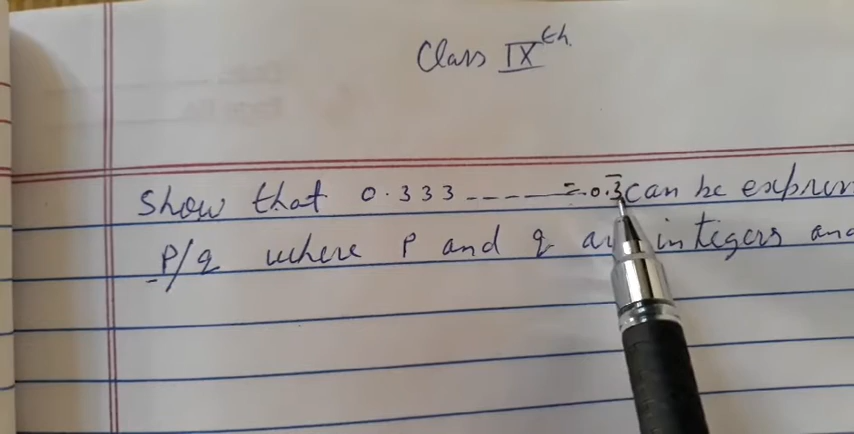 Class IXth
Show that 0.333 ------ = 0.3̅ can be
P/q where P and q are integers and